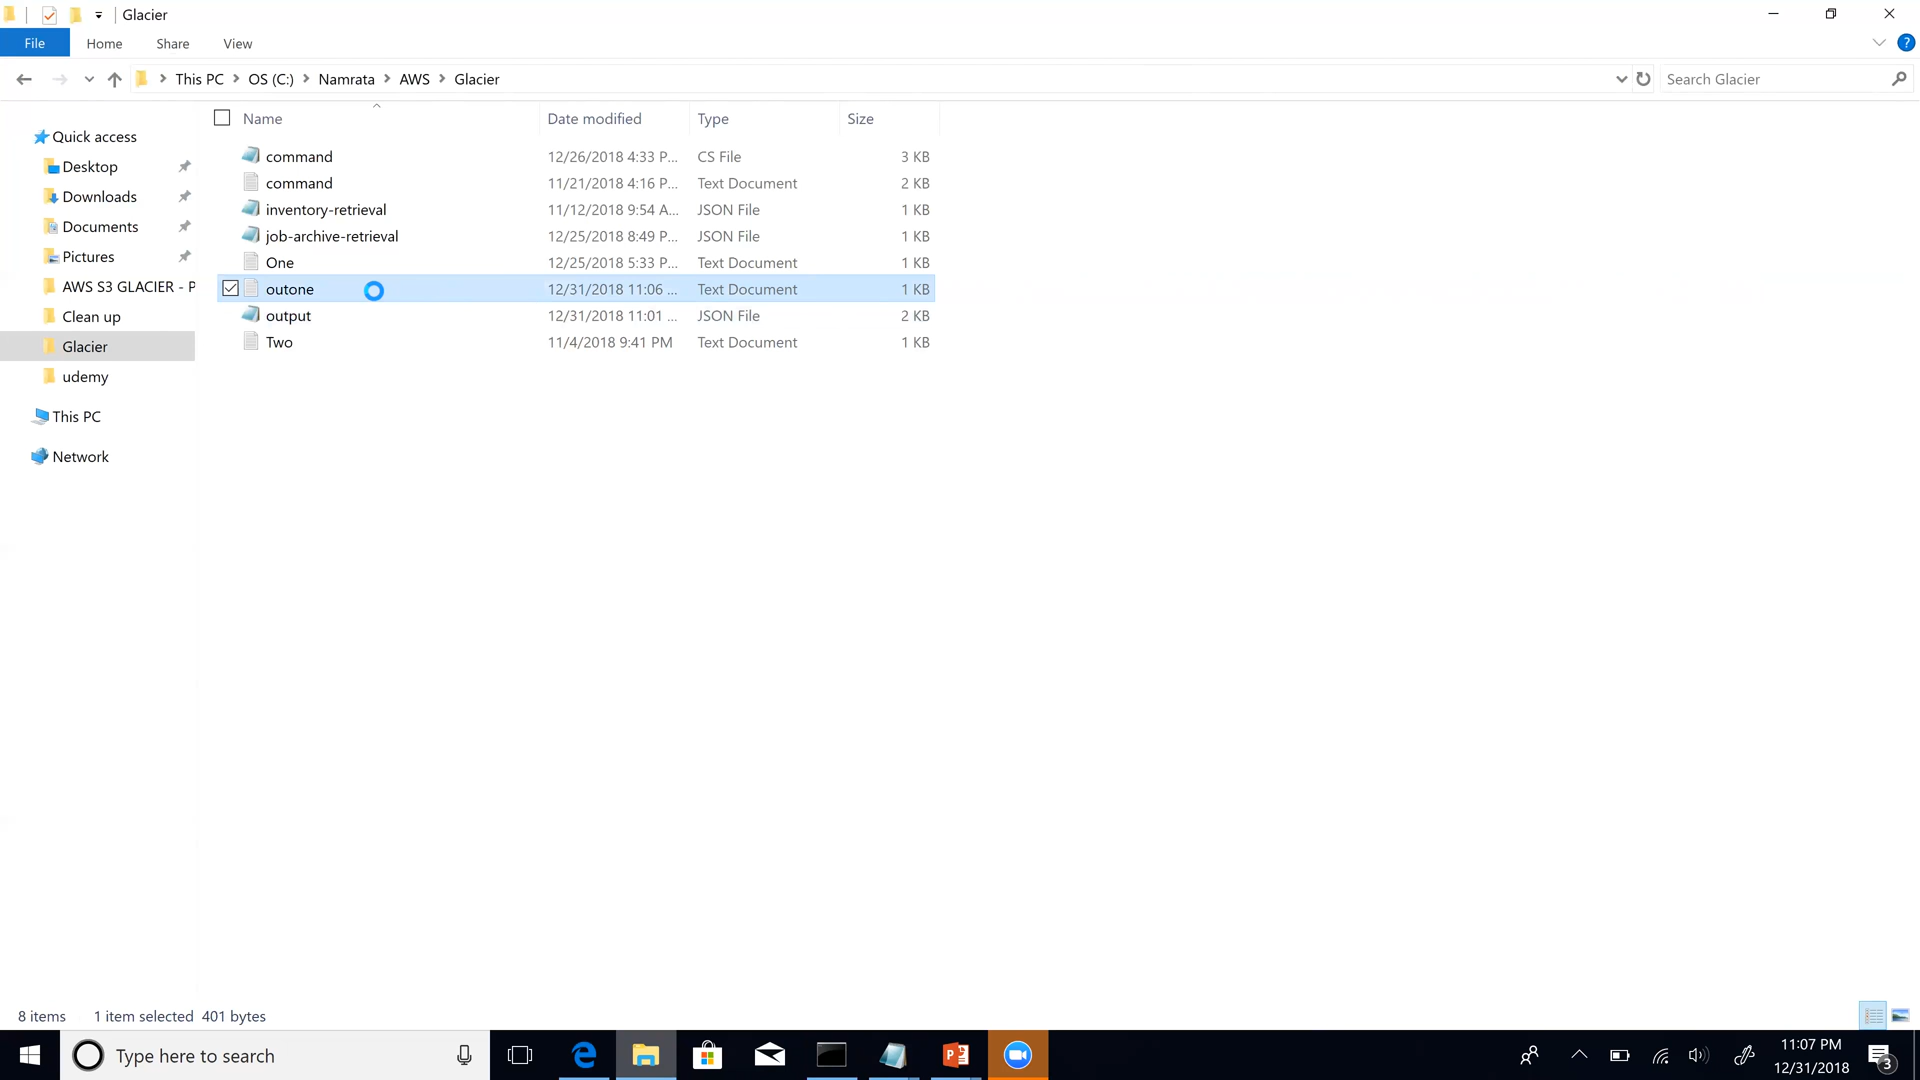 Glacier
File Home Share View
This PC OS (C:) Namrata AWS Glacier Search Glacier
Name Date modified Type Size
Quick access
Desktop
Downloads
Documents
Pictures
AWS S3 GLACIER - P
Clean up
Glacier
udemy
This PC
Network
command 12/26/2018 4:33 P... CS File 3 KB
command 11/21/2018 4:16 P... Text Document 2 KB
inventory-retrieval 11/12/2018 9:54 A... JSON File 1 KB
job-archive-retrieval 12/25/2018 8:49 P... JSON File 1 KB
One 12/25/2018 5:33 P... Text Document 1 KB
outone 12/31/2018 11:06 ... Text Document 1 KB
output 12/31/2018 11:01 ... JSON File 2 KB
Two 11/4/2018 9:41 PM Text Document 1 KB
8 items 1 item selected 401 bytes
Type here to search
11:07 PM
12/31/2018
3